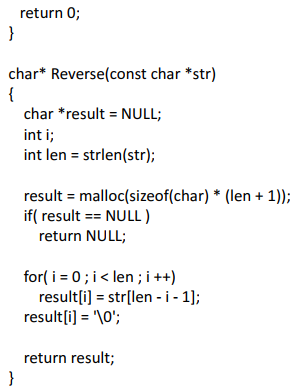 return 0;
}
char* Reverse(const char *str)
{
char *result = NULL;
int i;
int len = strlen(str);
result = malloc(sizeof(char) * (len + 1));
if( result == NULL )
return NULL;
for( i = 0 ; i < len ; i ++)
result[i] = str[len - i - 1];
result[i] = '\0';
return result;
}